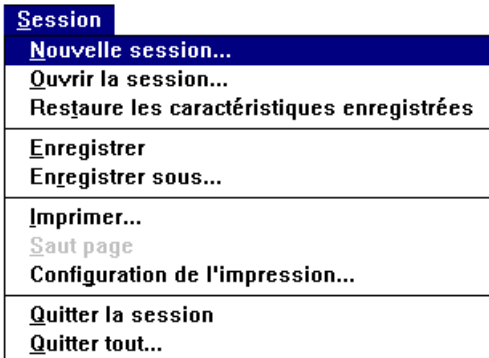 Session
Nouvelle session...
Ouvrir la session...
Restaure les caractéristiques enregistrées
Enregistrer
Enregistrer sous...
Imprimer...
Saut page
Configuration de l'impression...
Quitter la session
Quitter tout...